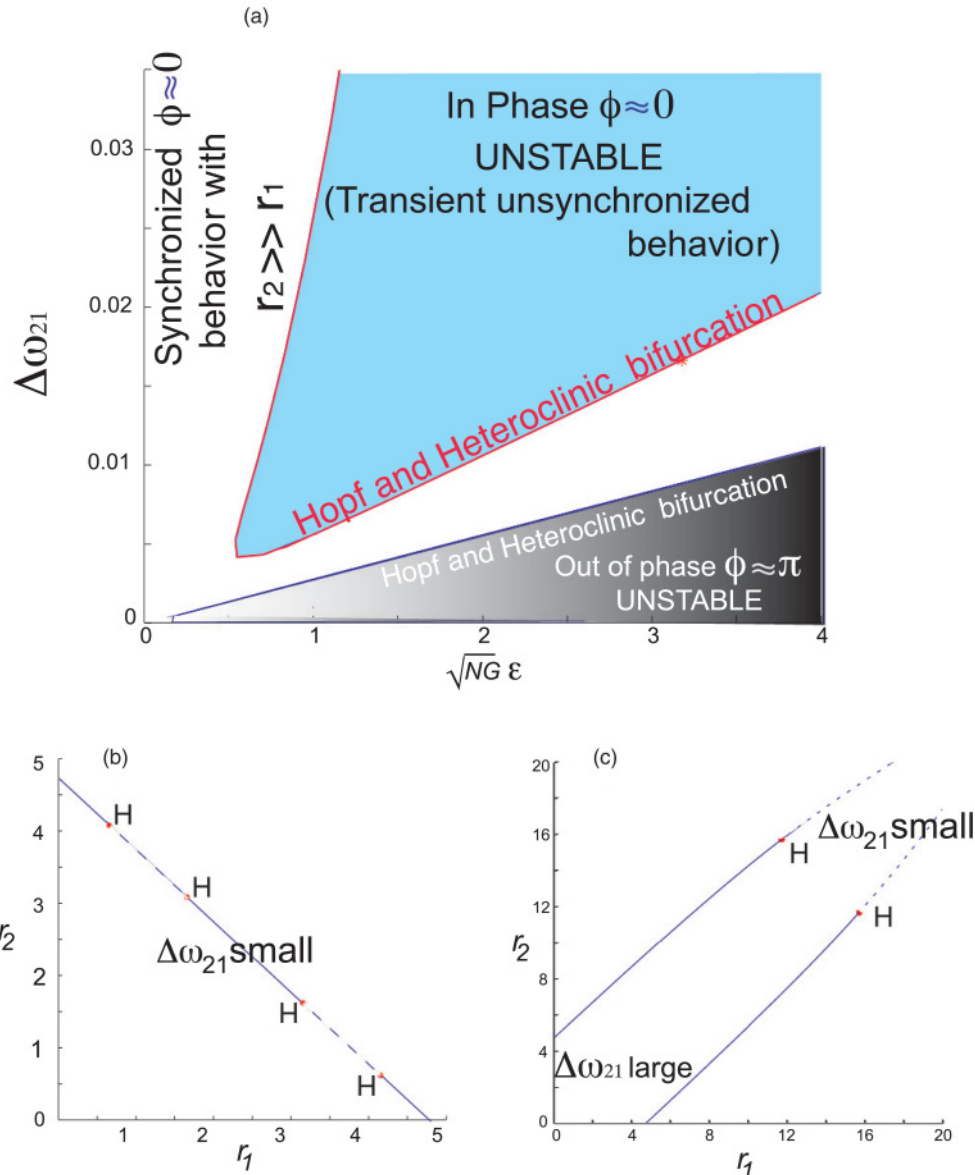 (a)
Synchronized ϕ≈0
behavior with
r₂ >> r₁
In Phase ϕ≈0
UNSTABLE
(Transient unsynchronized
behavior)
Hopf and Heteroclinic bifurcation
Hopf and Heteroclinic bifurcation
Out of phase ϕ≈π
UNSTABLE
Δω₂₁
0.03
0.02
0.01
0
0 1 2 3 4
√NG ε
(b)
5
4
3
2
1
0
r₂
H
H
Δω₂₁small
H
H
1 2 3 4 5
r₁
(c)
20
16
12
8
4
0
r₂
Δω₂₁small
H
H
Δω₂₁ large
0 4 8 12 16 20
r₁